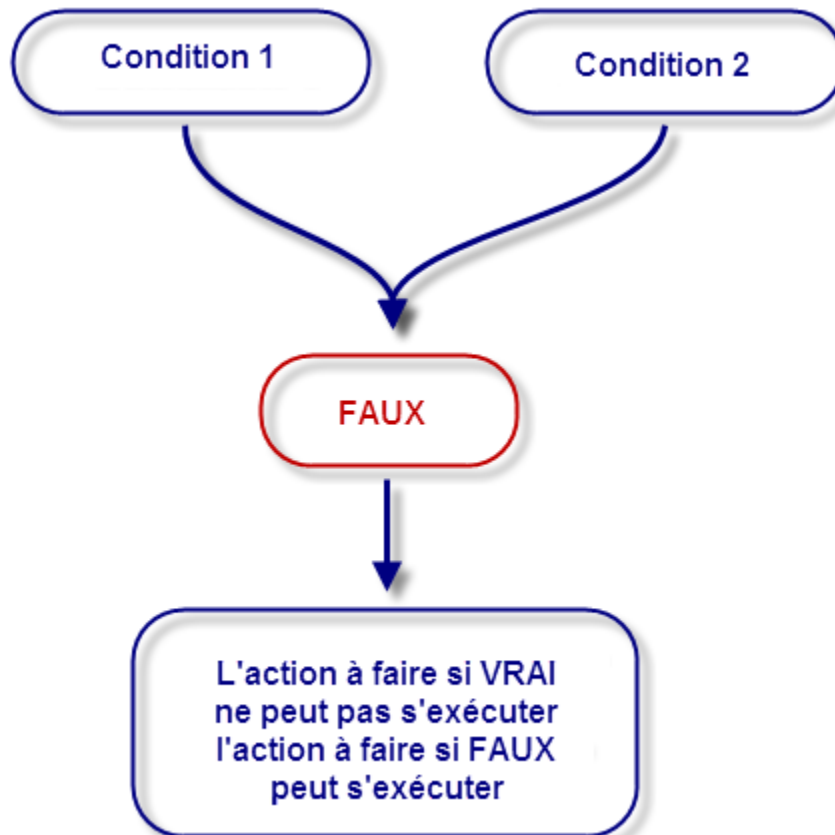 Condition 1
Condition 2
FAUX
L'action à faire si VRAI
ne peut pas s'exécuter
l'action à faire si FAUX
peut s'exécuter